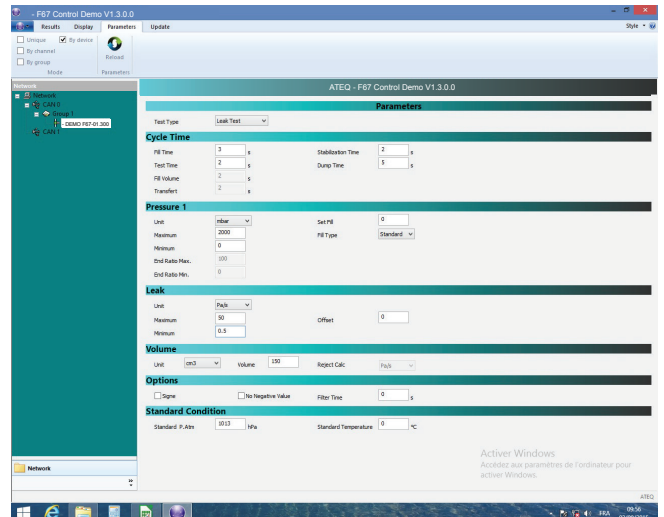 - F67 Control Demo V1.3.0.0
Results Display Parameters Update Style
Unique By device
By channel
By group
Reload
Mode Parameters
Network
ATEQ - F67 Control Demo V1.3.0.0
Network
CAN 0
Group 1
- DEMO F67-01.300
CAN 1
Parameters
Test Type Leak Test
Cycle Time
Fill Time 3 s Stabilization Time 2 s
Test Time 2 s Dump Time 5 s
Fill Volume 2 s
Transfert 2 s
Pressure 1
Unit mbar Set Fill 0
Maximum 2000 Fill Type Standard
Minimum 0
End Ratio Max. 100
End Ratio Min. 0
Leak
Unit Pa/s
Maximum 50 Offset 0
Minimum 0.5
Volume
Unit cm3 Volume 150 Reject Calc Pa/s
Options
Signe No Negative Value Filter Time 0 s
Standard Condition
Standard P.Atm 1013 hPa Standard Temperature 0 °C
Activer Windows
Accédez aux paramètres de l'ordinateur pour
activer Windows.
Network
ATEQ
FRA 09:56